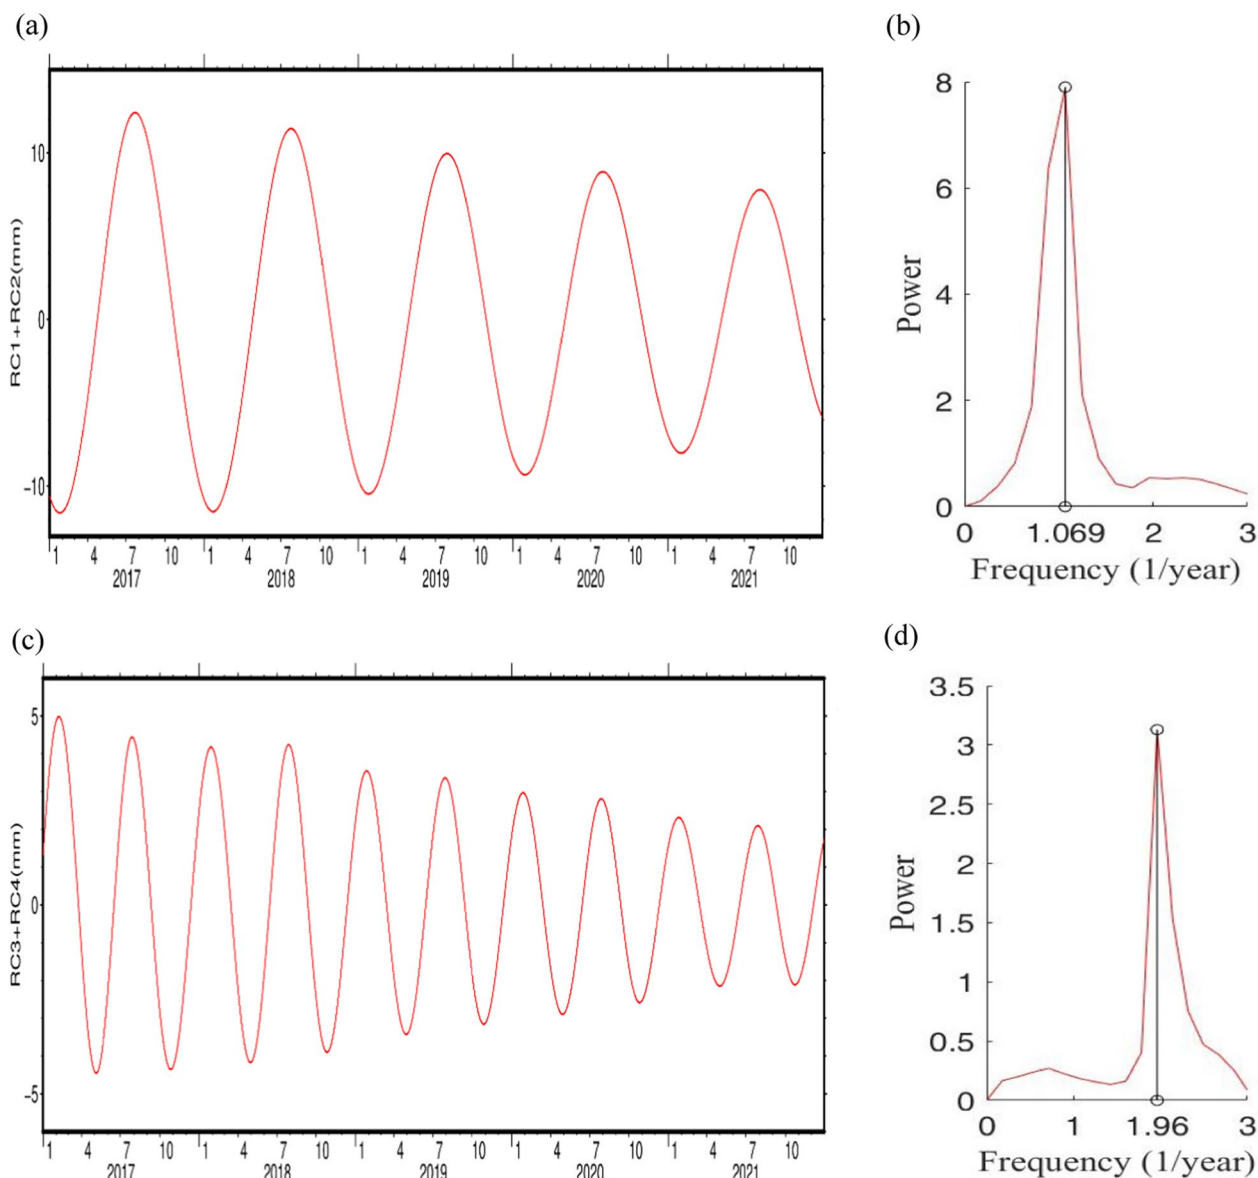 (a)
RC1+RC2(mm)
10
0
−10
1 4 7 10 1 4 7 10 1 4 7 10 1 4 7 10 1 4 7 10
2017 2018 2019 2020 2021
(b)
Power
8
6
4
2
0
0 1.069 2 3
Frequency (1/year)
(c)
RC3+RC4(mm)
5
0
−5
1 4 7 10 1 4 7 10 1 4 7 10 1 4 7 10 1 4 7 10
2017 2018 2019 2020 2021
(d)
Power
3.5
3
2.5
2
1.5
1
0.5
0
0 1 1.96 3
Frequency (1/year)